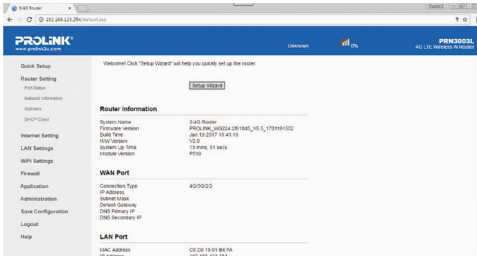 3/4G Router
192.168.123.254/default.asp
PROLiNK®
www.prolink2u.com
Unknown
0%
PRN3003L
4G LTE Wireless-N Router
Quick Setup
Router Setting
Port Status
Network Information
Statistics
DHCP Client
Internet Setting
LAN Settings
WiFi Settings
Firewall
Application
Administration
Save Configuration
Logout
Help
Welcome! Click "Setup Wizard" will help you quickly set up the router.
Setup Wizard
Router Information
System Name 3/4G Router
Firmware Version
Build Time Jan 19 2017 15:43:13
H/W Version V2.0
System Up Time 13 mins, 51 secs
Module Version P510
WAN Port
Connection Type 4G/3G/2G
IP Address
Subnet Mask
Default Gateway
DNS Primary IP
DNS Secondary IP
LAN Port
MAC Address